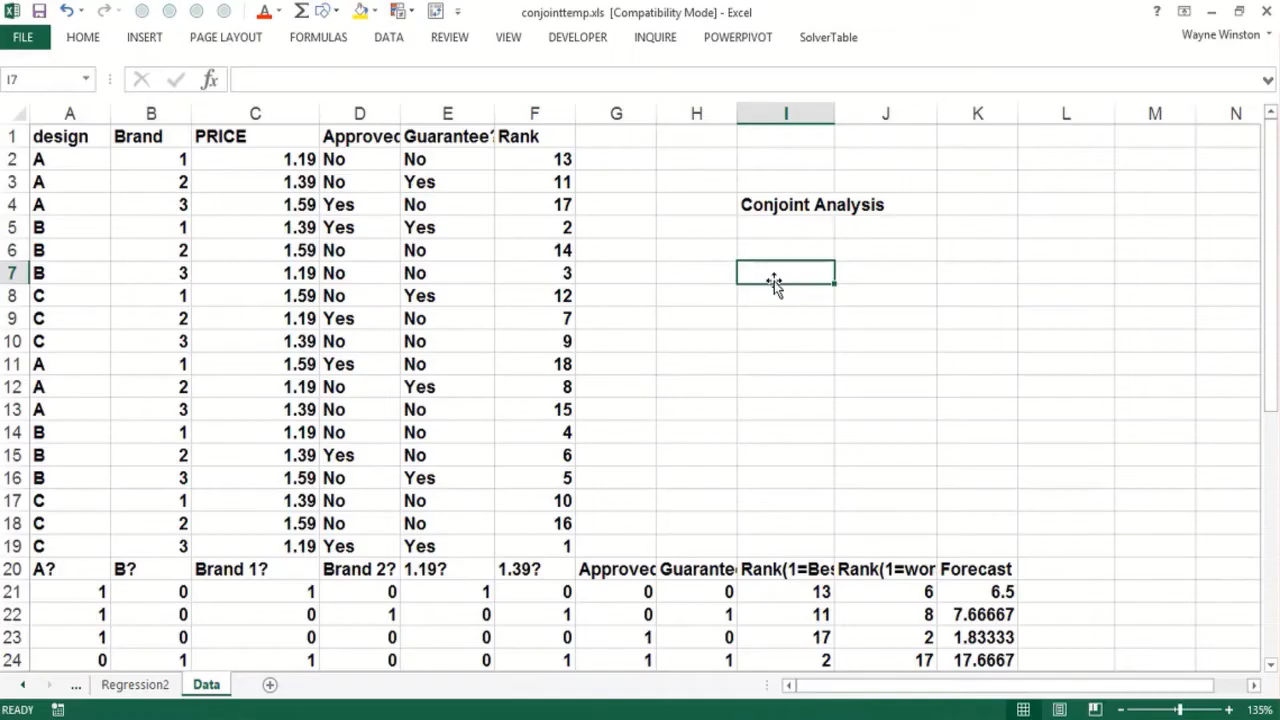 conjointtemp.xls [Compatibility Mode] - Excel
FILE HOME INSERT PAGE LAYOUT FORMULAS DATA REVIEW VIEW DEVELOPER INQUIRE POWERPIVOT SolverTable Wayne Winston
I7 fx
A B C D E F G H I J K L M N
1 design Brand PRICE Approved Guarantee? Rank
2 A 1 1.19 No No 13
3 A 2 1.39 No Yes 11
4 A 3 1.59 Yes No 17 Conjoint Analysis
5 B 1 1.39 Yes Yes 2
6 B 2 1.59 No No 14
7 B 3 1.19 No No 3
8 C 1 1.59 No Yes 12
9 C 2 1.19 Yes No 7
10 C 3 1.39 No No 9
11 A 1 1.59 Yes No 18
12 A 2 1.19 No Yes 8
13 A 3 1.39 No No 15
14 B 1 1.19 No No 4
15 B 2 1.39 Yes No 6
16 B 3 1.59 No Yes 5
17 C 1 1.39 No No 10
18 C 2 1.59 No No 16
19 C 3 1.19 Yes Yes 1
20 A? B? Brand 1? Brand 2? 1.19? 1.39? Approved Guarante Rank(1=Bes Rank(1=wor Forecast
21 1 0 1 0 1 0 0 0 13 6 6.5
22 1 0 0 1 0 1 0 1 11 8 7.66667
23 1 0 0 0 0 0 1 0 17 2 1.83333
24 0 1 1 0 0 1 1 1 2 17 17.6667
... Regression2 Data
READY 135%